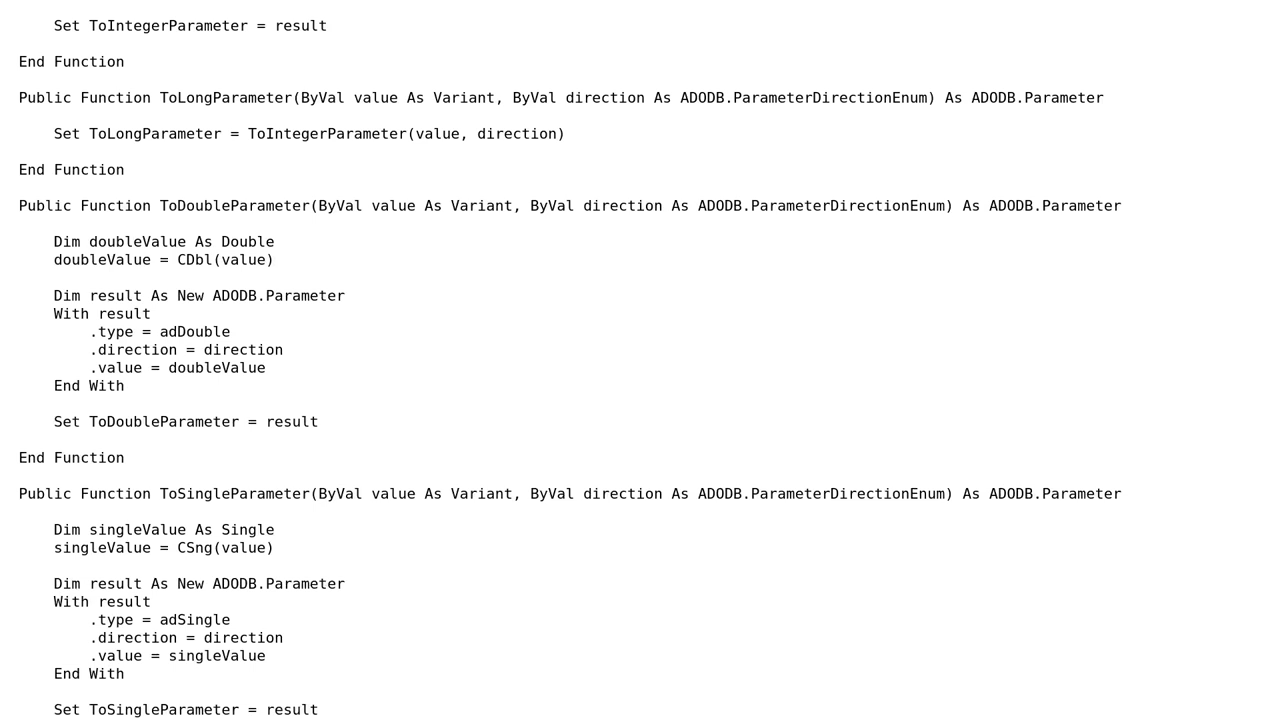 Set ToIntegerParameter = result

End Function

Public Function ToLongParameter(ByVal value As Variant, ByVal direction As ADODB.ParameterDirectionEnum) As ADODB.Parameter

    Set ToLongParameter = ToIntegerParameter(value, direction)

End Function

Public Function ToDoubleParameter(ByVal value As Variant, ByVal direction As ADODB.ParameterDirectionEnum) As ADODB.Parameter

    Dim doubleValue As Double
    doubleValue = CDbl(value)

    Dim result As New ADODB.Parameter
    With result
        .type = adDouble
        .direction = direction
        .value = doubleValue
    End With

    Set ToDoubleParameter = result

End Function

Public Function ToSingleParameter(ByVal value As Variant, ByVal direction As ADODB.ParameterDirectionEnum) As ADODB.Parameter

    Dim singleValue As Single
    singleValue = CSng(value)

    Dim result As New ADODB.Parameter
    With result
        .type = adSingle
        .direction = direction
        .value = singleValue
    End With

    Set ToSingleParameter = result